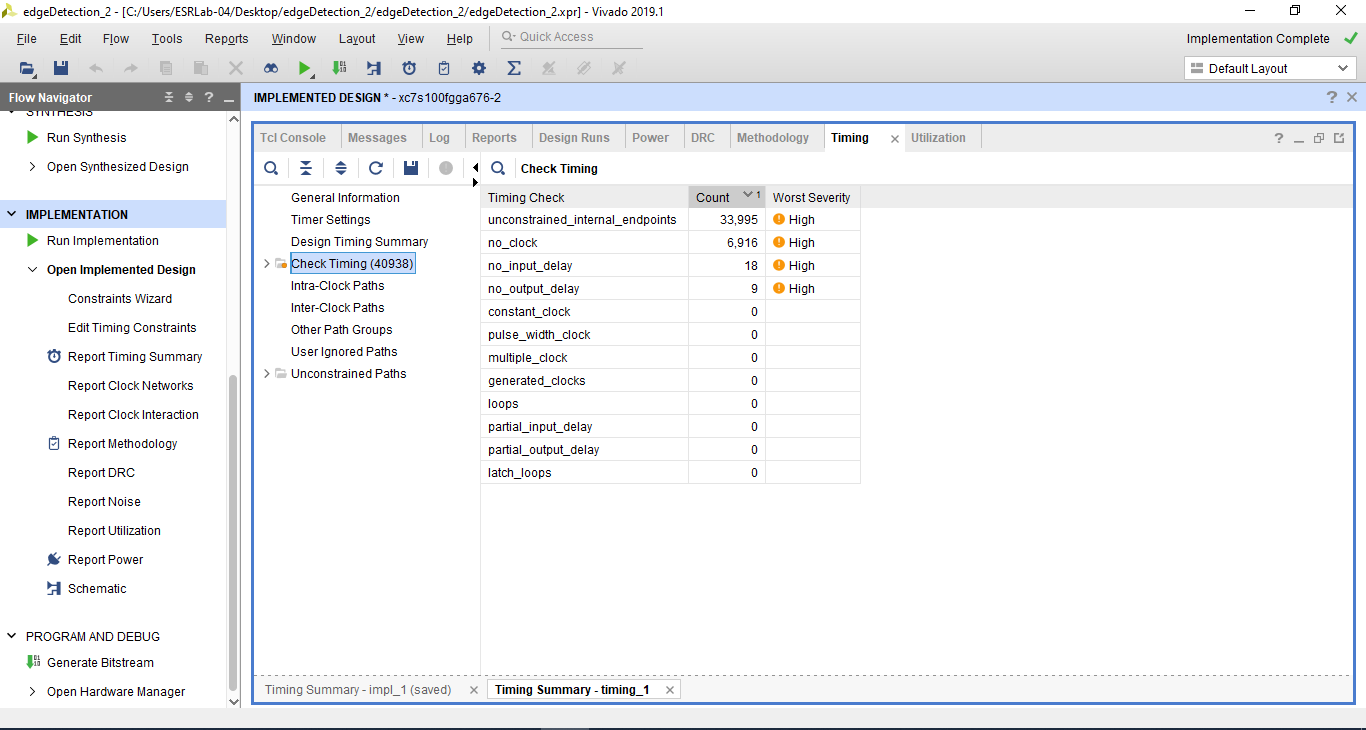 edgeDetection_2 - [C:/Users/ESRLab-04/Desktop/edgeDetection_2/edgeDetection_2/edgeDetection_2.xpr] - Vivado 2019.1
File Edit Flow Tools Reports Window Layout View Help Quick Access Implementation Complete
Default Layout
Flow Navigator
IMPLEMENTED DESIGN * - xc7s100fgga676-2
SYNTHESIS
Run Synthesis
Open Synthesized Design
IMPLEMENTATION
Run Implementation
Open Implemented Design
Constraints Wizard
Edit Timing Constraints
Report Timing Summary
Report Clock Networks
Report Clock Interaction
Report Methodology
Report DRC
Report Noise
Report Utilization
Report Power
Schematic
PROGRAM AND DEBUG
Generate Bitstream
Open Hardware Manager
Tcl Console Messages Log Reports Design Runs Power DRC Methodology Timing Utilization
General Information
Timer Settings
Design Timing Summary
Check Timing (40938)
Intra-Clock Paths
Inter-Clock Paths
Other Path Groups
User Ignored Paths
Unconstrained Paths
Check Timing
Timing Check Count 1 Worst Severity
unconstrained_internal_endpoints 33,995 High
no_clock 6,916 High
no_input_delay 18 High
no_output_delay 9 High
constant_clock 0
pulse_width_clock 0
multiple_clock 0
generated_clocks 0
loops 0
partial_input_delay 0
partial_output_delay 0
latch_loops 0
Timing Summary - impl_1 (saved) Timing Summary - timing_1